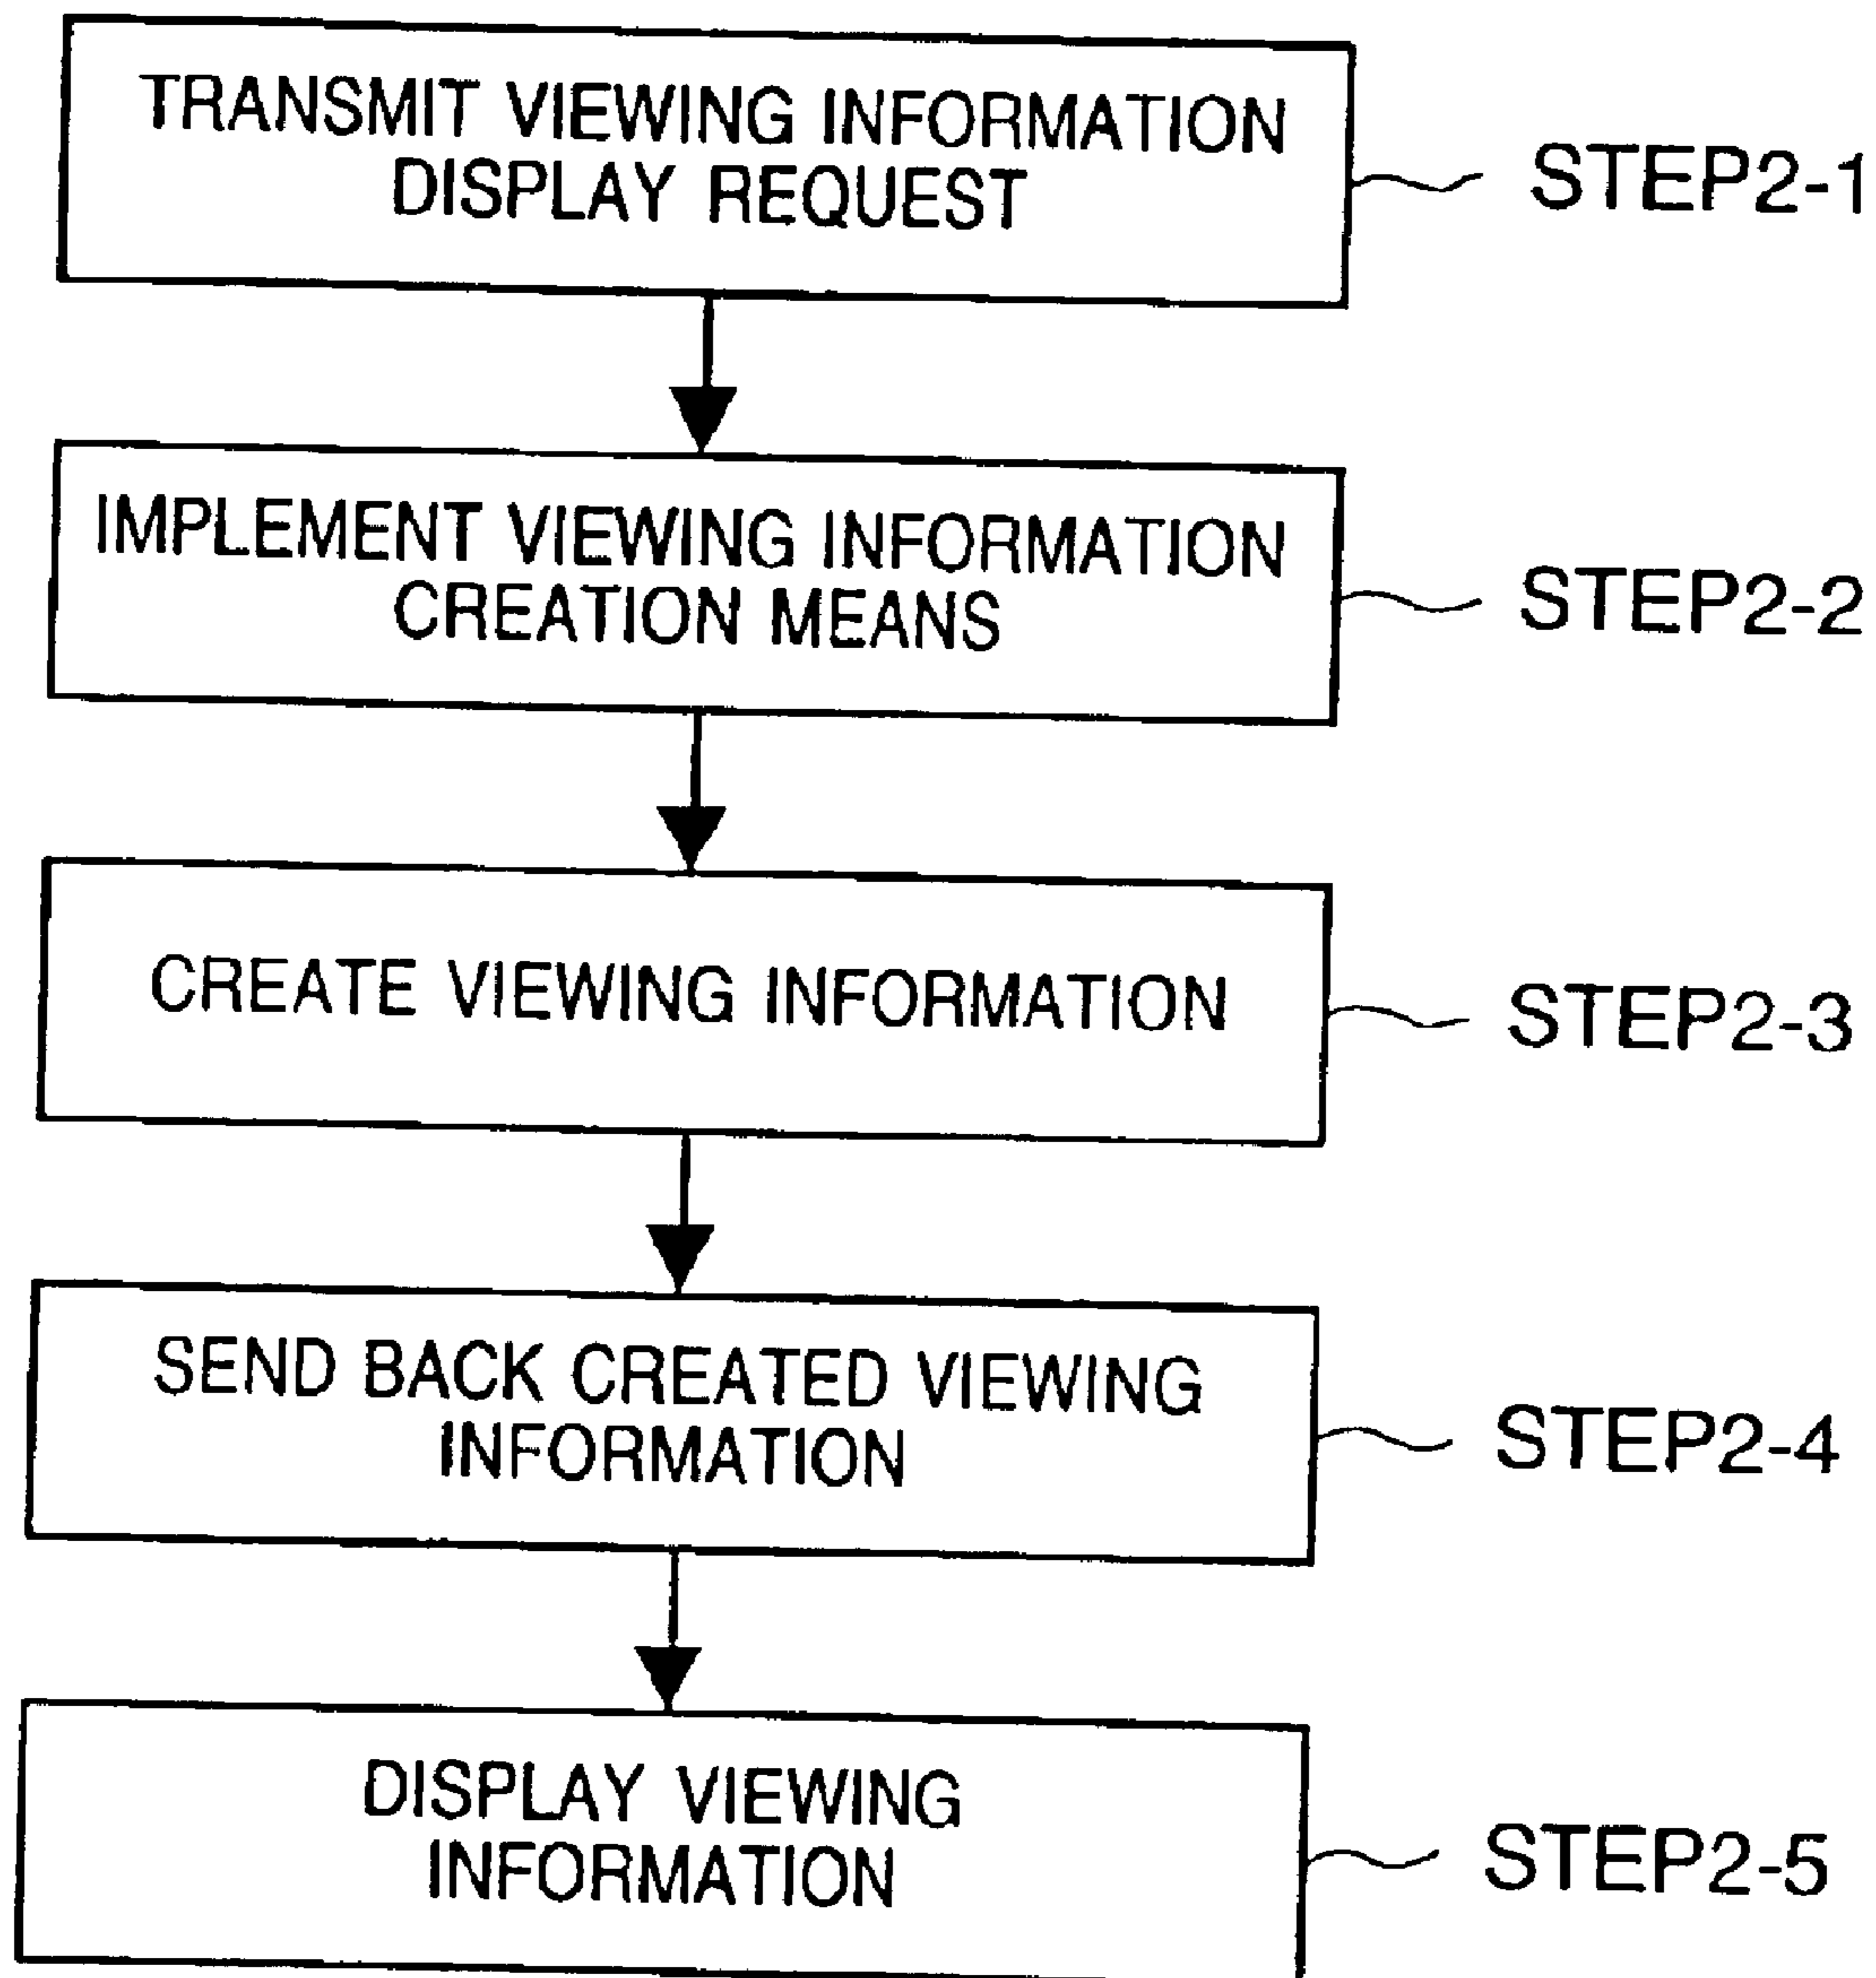 TRANSMIT VIEWING INFORMATION
DISPLAY REQUEST
STEP2-1
IMPLEMENT VIEWING INFORMATION
CREATION MEANS
STEP2-2
CREATE VIEWING INFORMATION
STEP2-3
SEND BACK CREATED VIEWING
INFORMATION
STEP2-4
DISPLAY VIEWING
INFORMATION
STEP2-5